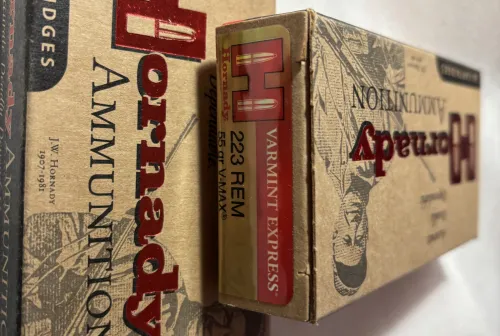 DGES
Hornady
AMMUNITION
J.W. HORNADY
1907-1981
Hornady
VARMINT EXPRESS®
223 REM
55 gr V-MAX®
Hornady
AMMUNITION